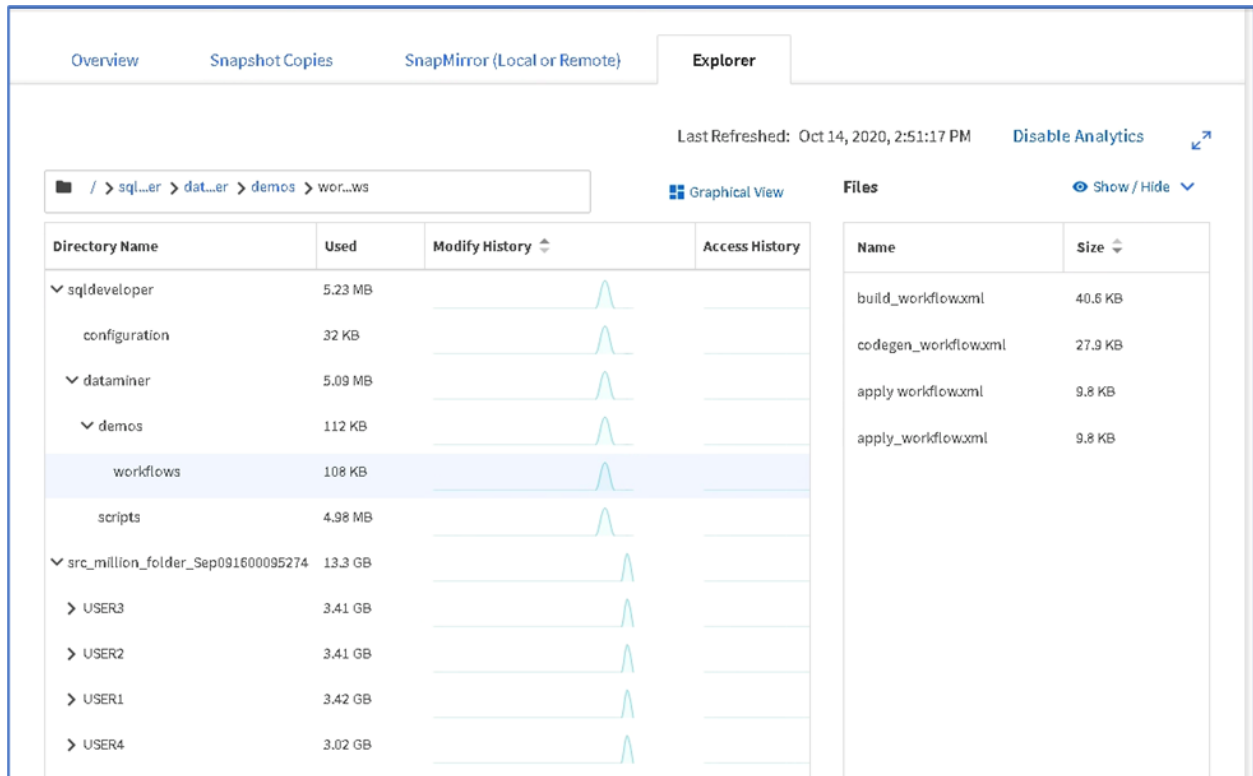 Overview Snapshot Copies SnapMirror (Local or Remote) Explorer
Last Refreshed: Oct 14, 2020, 2:51:17 PM Disable Analytics
/ > sql...er > dat...er > demos > wor...ws
Graphical View
Files Show / Hide
Directory Name Used Modify History Access History
sqldeveloper 5.23 MB
configuration 32 KB
dataminer 5.09 MB
demos 112 KB
workflows 108 KB
scripts 4.98 MB
src_million_folder_Sep091600095274 13.3 GB
USER3 3.41 GB
USER2 3.41 GB
USER1 3.42 GB
USER4 3.02 GB
Name Size
build_workflow.xml 40.6 KB
codegen_workflow.xml 27.9 KB
apply workflow.xml 9.8 KB
apply_workflow.xml 9.8 KB